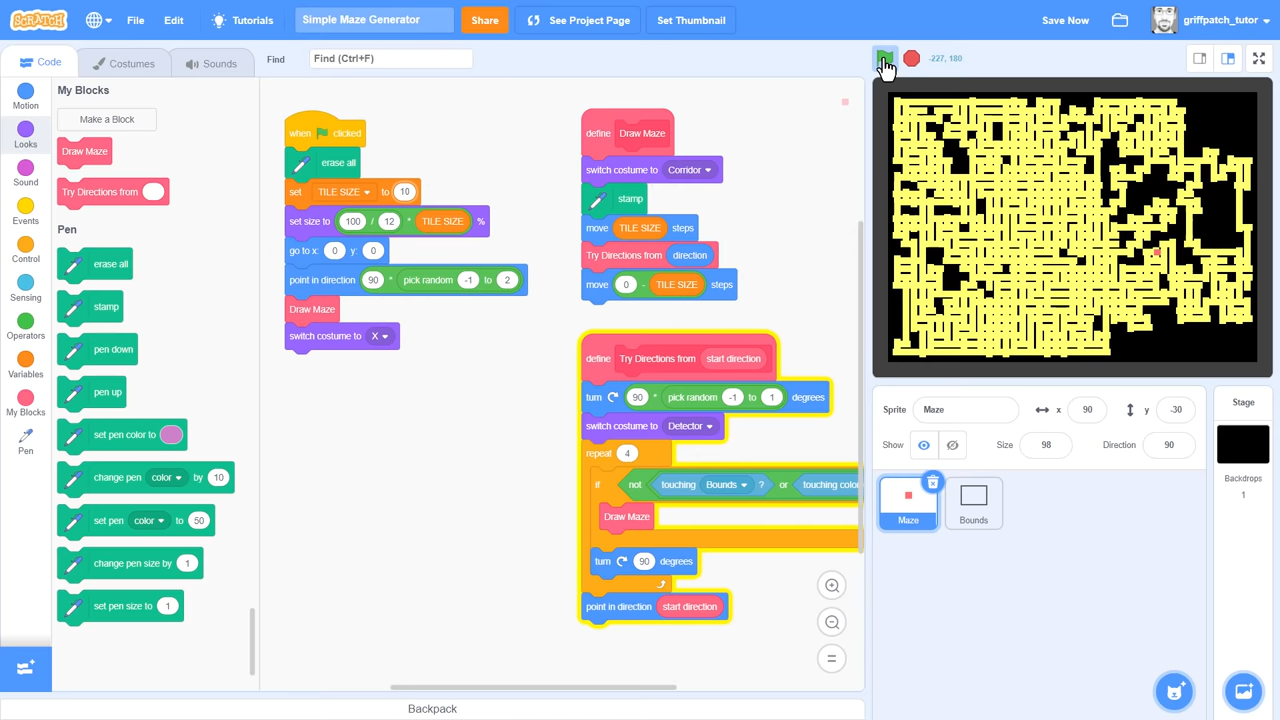 SCRATCH
File
Edit
Tutorials
Simple Maze Generator
Share
See Project Page
Set Thumbnail
Save Now
griffpatch_tutor
Code
Costumes
Sounds
Find
Find (Ctrl+F)
-227, 180
Motion
Looks
Sound
Events
Control
Sensing
Operators
Variables
My Blocks
Pen
My Blocks
Make a Block
Draw Maze
Try Directions from
Pen
erase all
stamp
pen down
pen up
set pen color to
change pen color by 10
set pen color to 50
change pen size by 1
set pen size to 1
when clicked
erase all
set TILE SIZE to 10
set size to 100 / 12 * TILE SIZE %
go to x: 0 y: 0
point in direction 90 * pick random -1 to 2
Draw Maze
switch costume to X
define Draw Maze
switch costume to Corridor
stamp
move TILE SIZE steps
Try Directions from direction
move 0 - TILE SIZE steps
define Try Directions from start direction
turn 90 * pick random -1 to 1 degrees
switch costume to Detector
repeat 4
if not touching Bounds ? or touching color
Draw Maze
turn 90 degrees
point in direction start direction
Sprite Maze x 90 y -30
Show Size 98 Direction 90
Maze
Bounds
Stage
Backdrops
1
Backpack